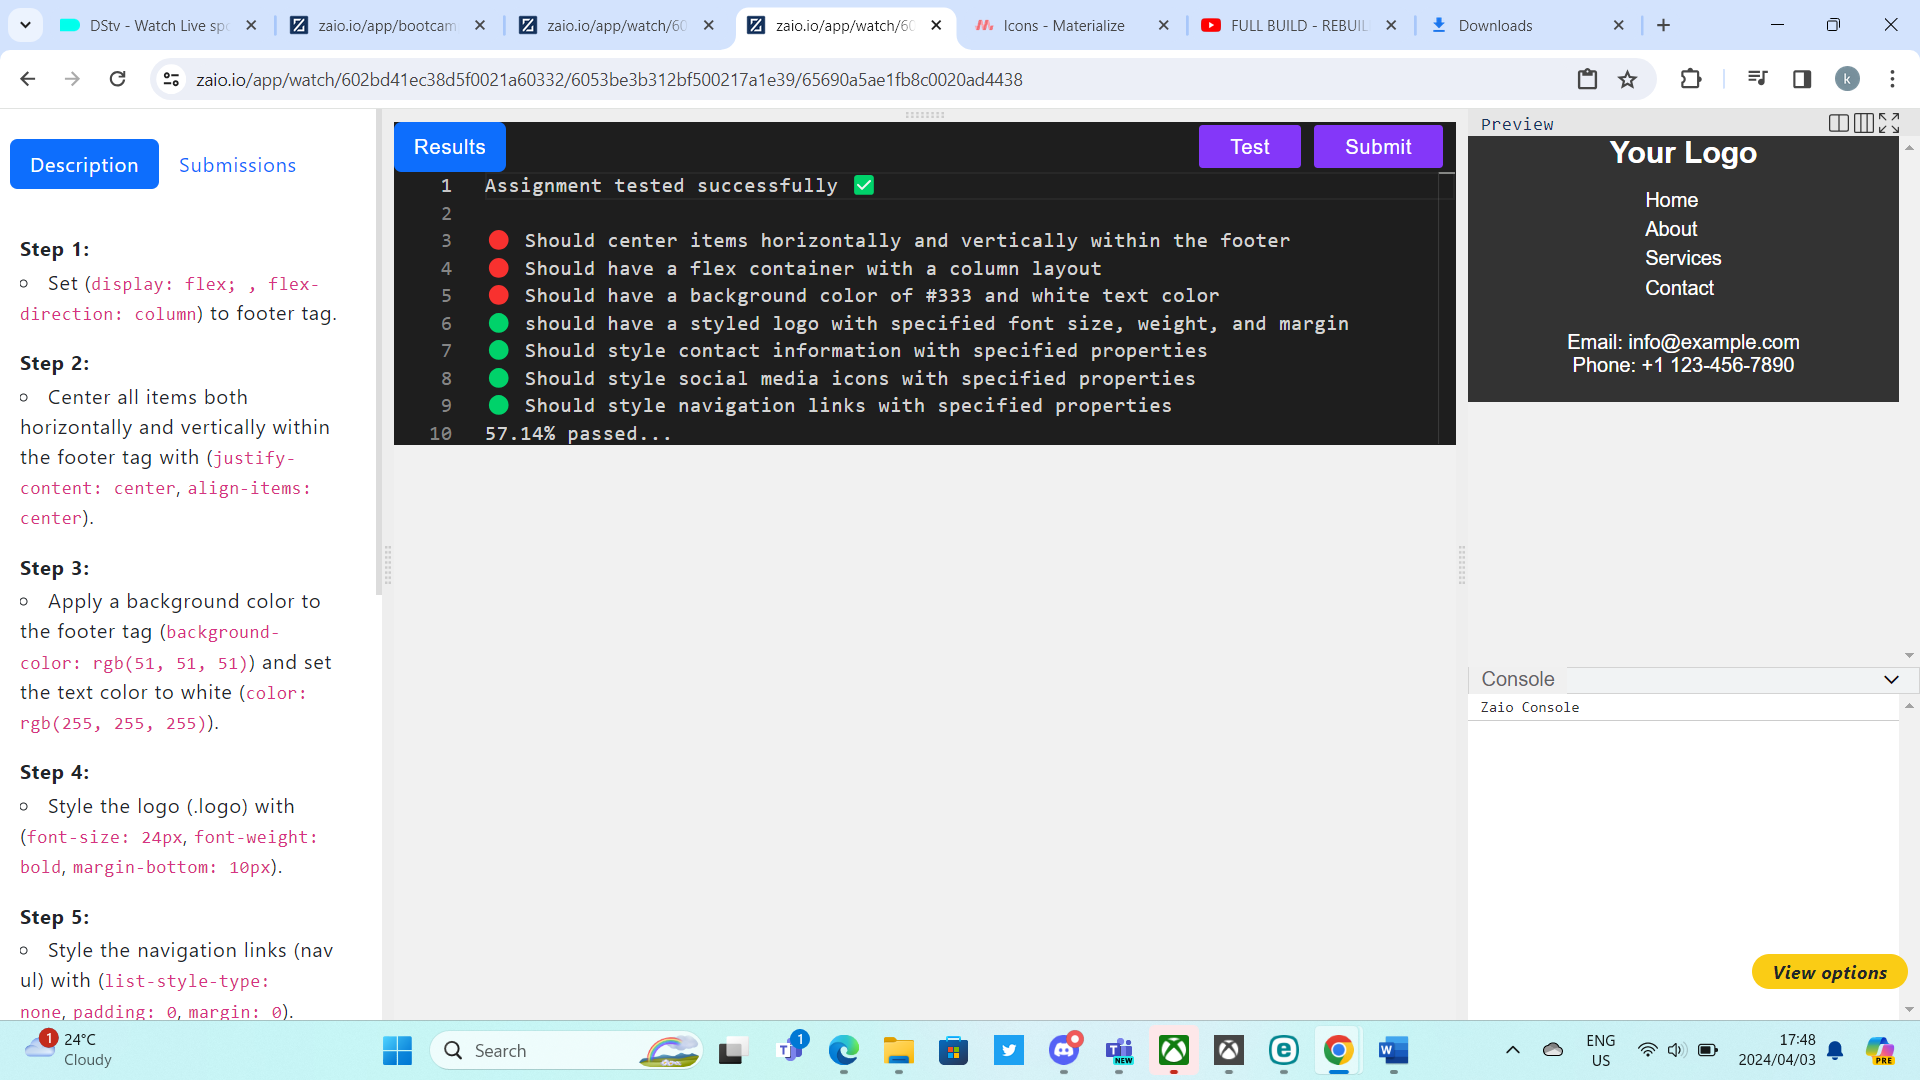 DStv - Watch Live spo
zaio.io/app/bootcam
zaio.io/app/watch/60
zaio.io/app/watch/60
Icons - Materialize
FULL BUILD - REBUIL
Downloads
zaio.io/app/watch/602bd41ec38d5f0021a60332/6053be3b312bf500217a1e39/65690a5ae1fb8c0020ad4438
k
Description
Submissions
Step 1:
Set (display: flex; , flex-
direction: column) to footer tag.
Step 2:
Center all items both
horizontally and vertically within
the footer tag with (justify-
content: center, align-items:
center).
Step 3:
Apply a background color to
the footer tag (background-
color: rgb(51, 51, 51)) and set
the text color to white (color:
rgb(255, 255, 255)).
Step 4:
Style the logo (.logo) with
(font-size: 24px, font-weight:
bold, margin-bottom: 10px).
Step 5:
Style the navigation links (nav
ul) with (list-style-type:
none, padding: 0, margin: 0).
Results
Test
Submit
1 Assignment tested successfully
2
3 Should center items horizontally and vertically within the footer
4 Should have a flex container with a column layout
5 Should have a background color of #333 and white text color
6 should have a styled logo with specified font size, weight, and margin
7 Should style contact information with specified properties
8 Should style social media icons with specified properties
9 Should style navigation links with specified properties
10 57.14% passed...
Preview
Your Logo
Home
About
Services
Contact
Email: info@example.com
Phone: +1 123-456-7890
Console
Zaio Console
View options
1
24°C
Cloudy
Search
1
NEW
ENG
US
17:48
2024/04/03
PRE